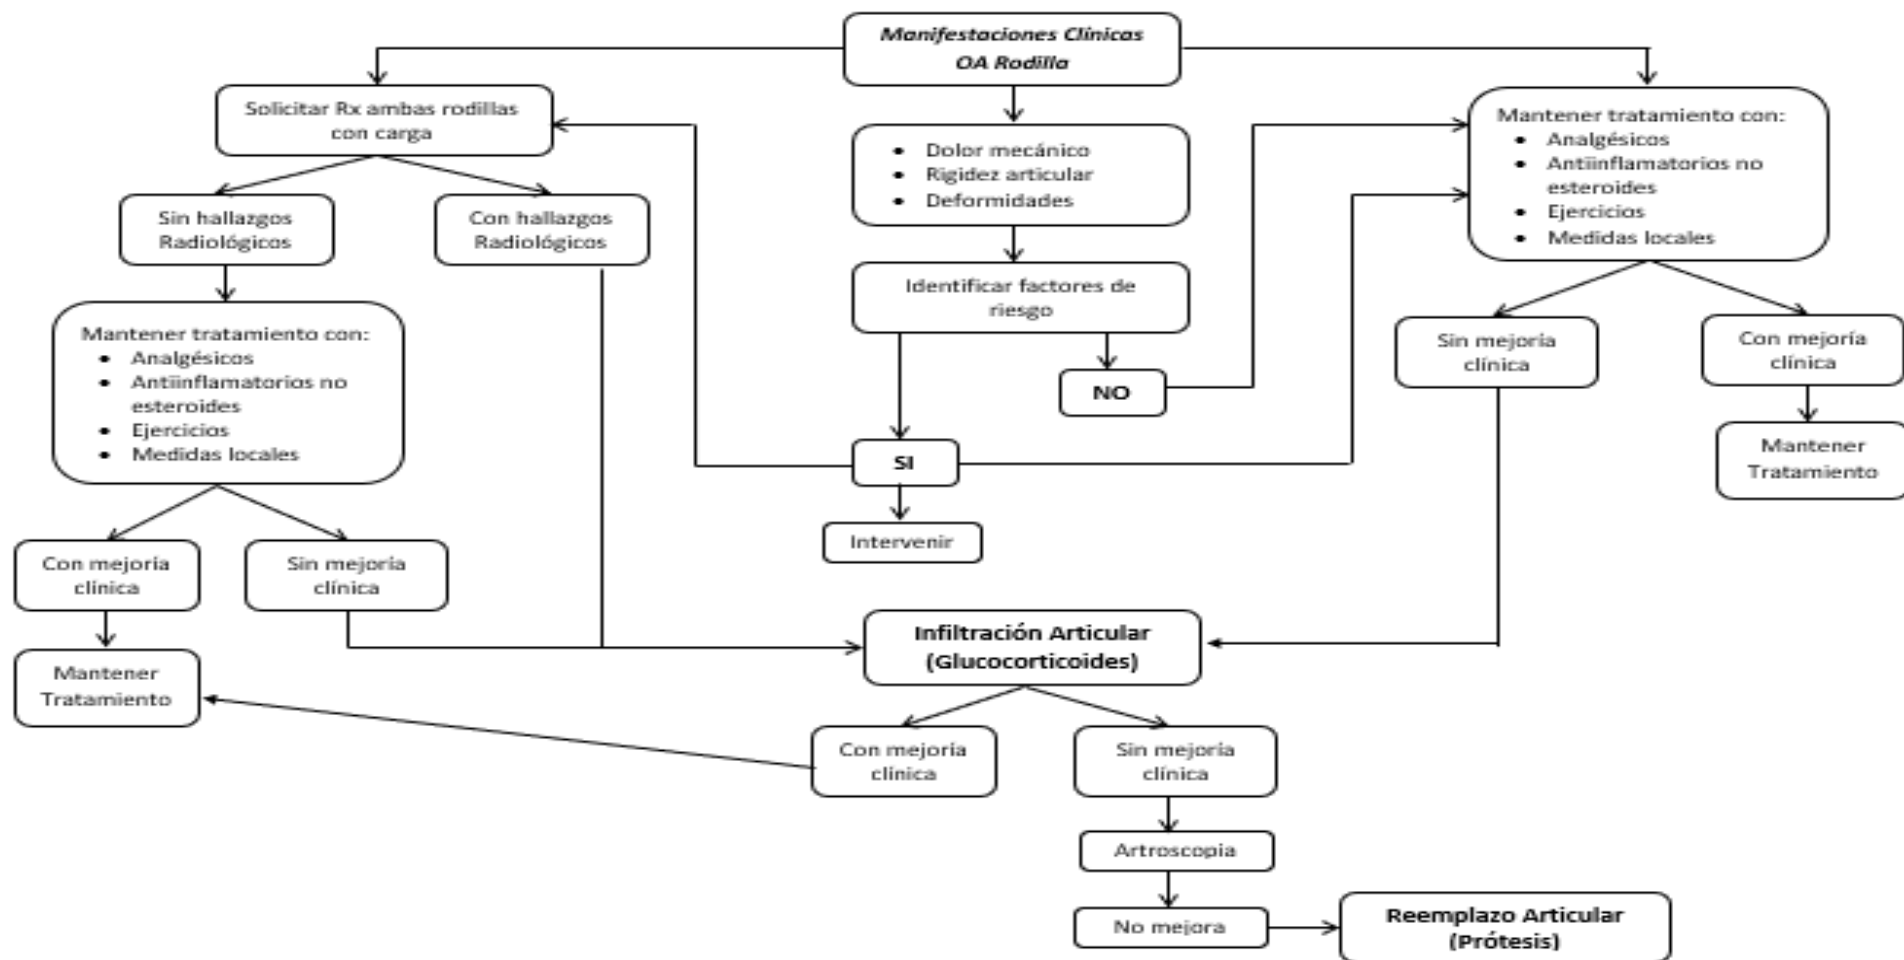 Manifestaciones Clínicas
OA Rodilla
Solicitar Rx ambas rodillas
con carga
Sin hallazgos
Radiológicos
Con hallazgos
Radiológicos
Mantener tratamiento con:
• Analgésicos
• Antiinflamatorios no
esteroides
• Ejercicios
• Medidas locales
Con mejoría
clínica
Sin mejoría
clínica
Mantener
Tratamiento
• Dolor mecánico
• Rigidez articular
• Deformidades
Identificar factores de
riesgo
NO
SI
Intervenir
Mantener tratamiento con:
• Analgésicos
• Antiinflamatorios no
esteroides
• Ejercicios
• Medidas locales
Sin mejoría
clínica
Con mejoría
clínica
Mantener
Tratamiento
Infiltración Articular
(Glucocorticoides)
Con mejoría
clínica
Sin mejoría
clínica
Artroscopia
No mejora
Reemplazo Articular
(Prótesis)